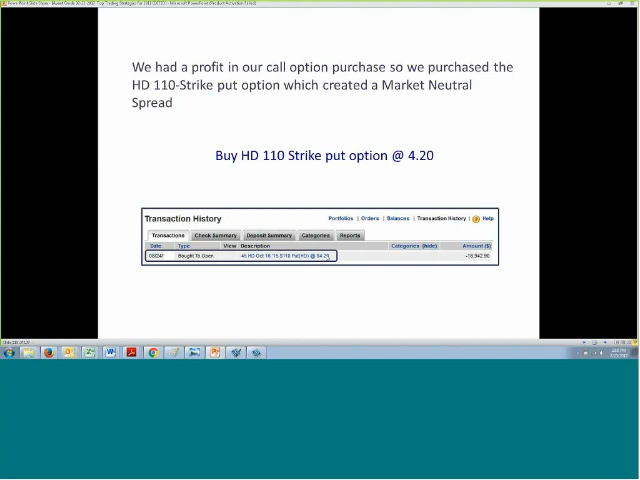 We had a profit in our call option purchase so we purchased the
HD 110-Strike put option which created a Market Neutral
Spread
Buy HD 110 Strike put option @ 4.20
Transaction History
Portfolios | Orders | Balances | Transaction History | Help
Transactions Check Summary Deposit Summary Categories Reports
Date Type View Description Categories (hide) Amount ($)
Bought To Open